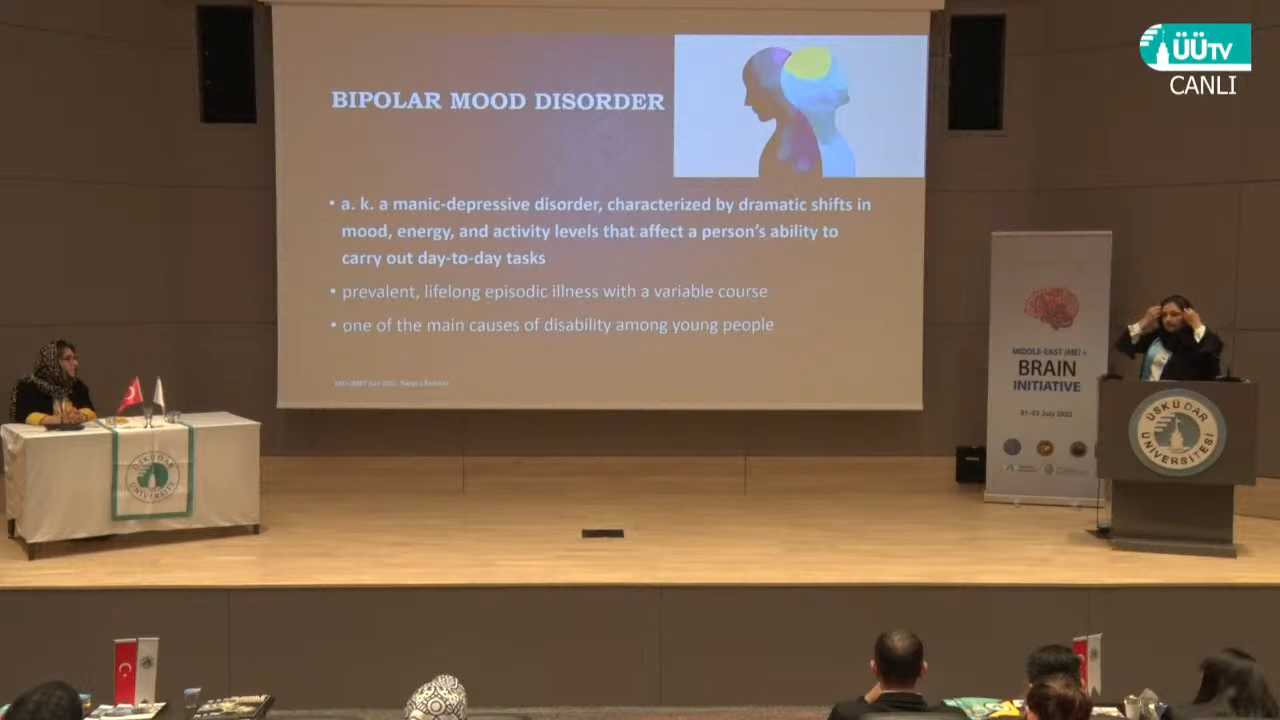 ÜÜTV
CANLI
BIPOLAR MOOD DISORDER
• a. k. a manic-depressive disorder, characterized by dramatic shifts in
mood, energy, and activity levels that affect a person's ability to
carry out day-to-day tasks
• prevalent, lifelong episodic illness with a variable course
• one of the main causes of disability among young people
MIDDLE-EAST (ME) +
BRAIN
INITIATIVE
01-03 July 2022
ÜSKÜDAR
ÜNİVERSİTESİ
ÜSKÜDAR
UNIVERSITY